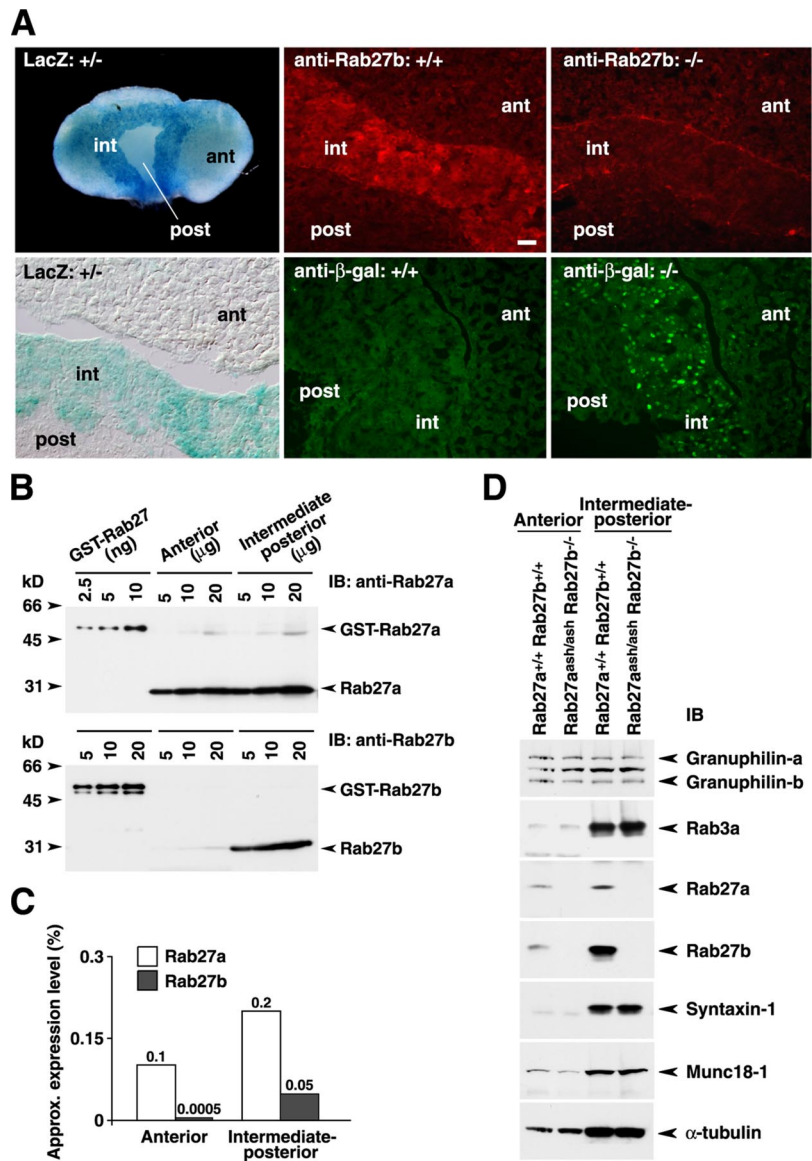 A
LacZ: +/-
int
ant
post
anti-Rab27b: +/+
ant
int
post
anti-Rab27b: -/-
ant
int
post
LacZ: +/-
ant
int
post
anti-β-gal: +/+
ant
post
int
anti-β-gal: -/-
ant
post
int
B
GST-Rab27 (ng)
Anterior (μg)
Intermediate posterior (μg)
kD
2.5 5 10 5 10 20 5 10 20
IB: anti-Rab27a
66
45
31
GST-Rab27a
Rab27a
kD
5 10 20 5 10 20 5 10 20
IB: anti-Rab27b
66
45
31
GST-Rab27b
Rab27b
C
Approx. expression level (%)
0.3
0.15
0
Rab27a
Rab27b
0.1
0.0005
0.2
0.05
Anterior
Intermediate-posterior
D
Anterior
Intermediate-posterior
Rab27a+/+ Rab27b+/+
Rab27aash/ash Rab27b-/-
Rab27a+/+ Rab27b+/+
Rab27aash/ash Rab27b-/-
IB
Granuphilin-a
Granuphilin-b
Rab3a
Rab27a
Rab27b
Syntaxin-1
Munc18-1
α-tubulin